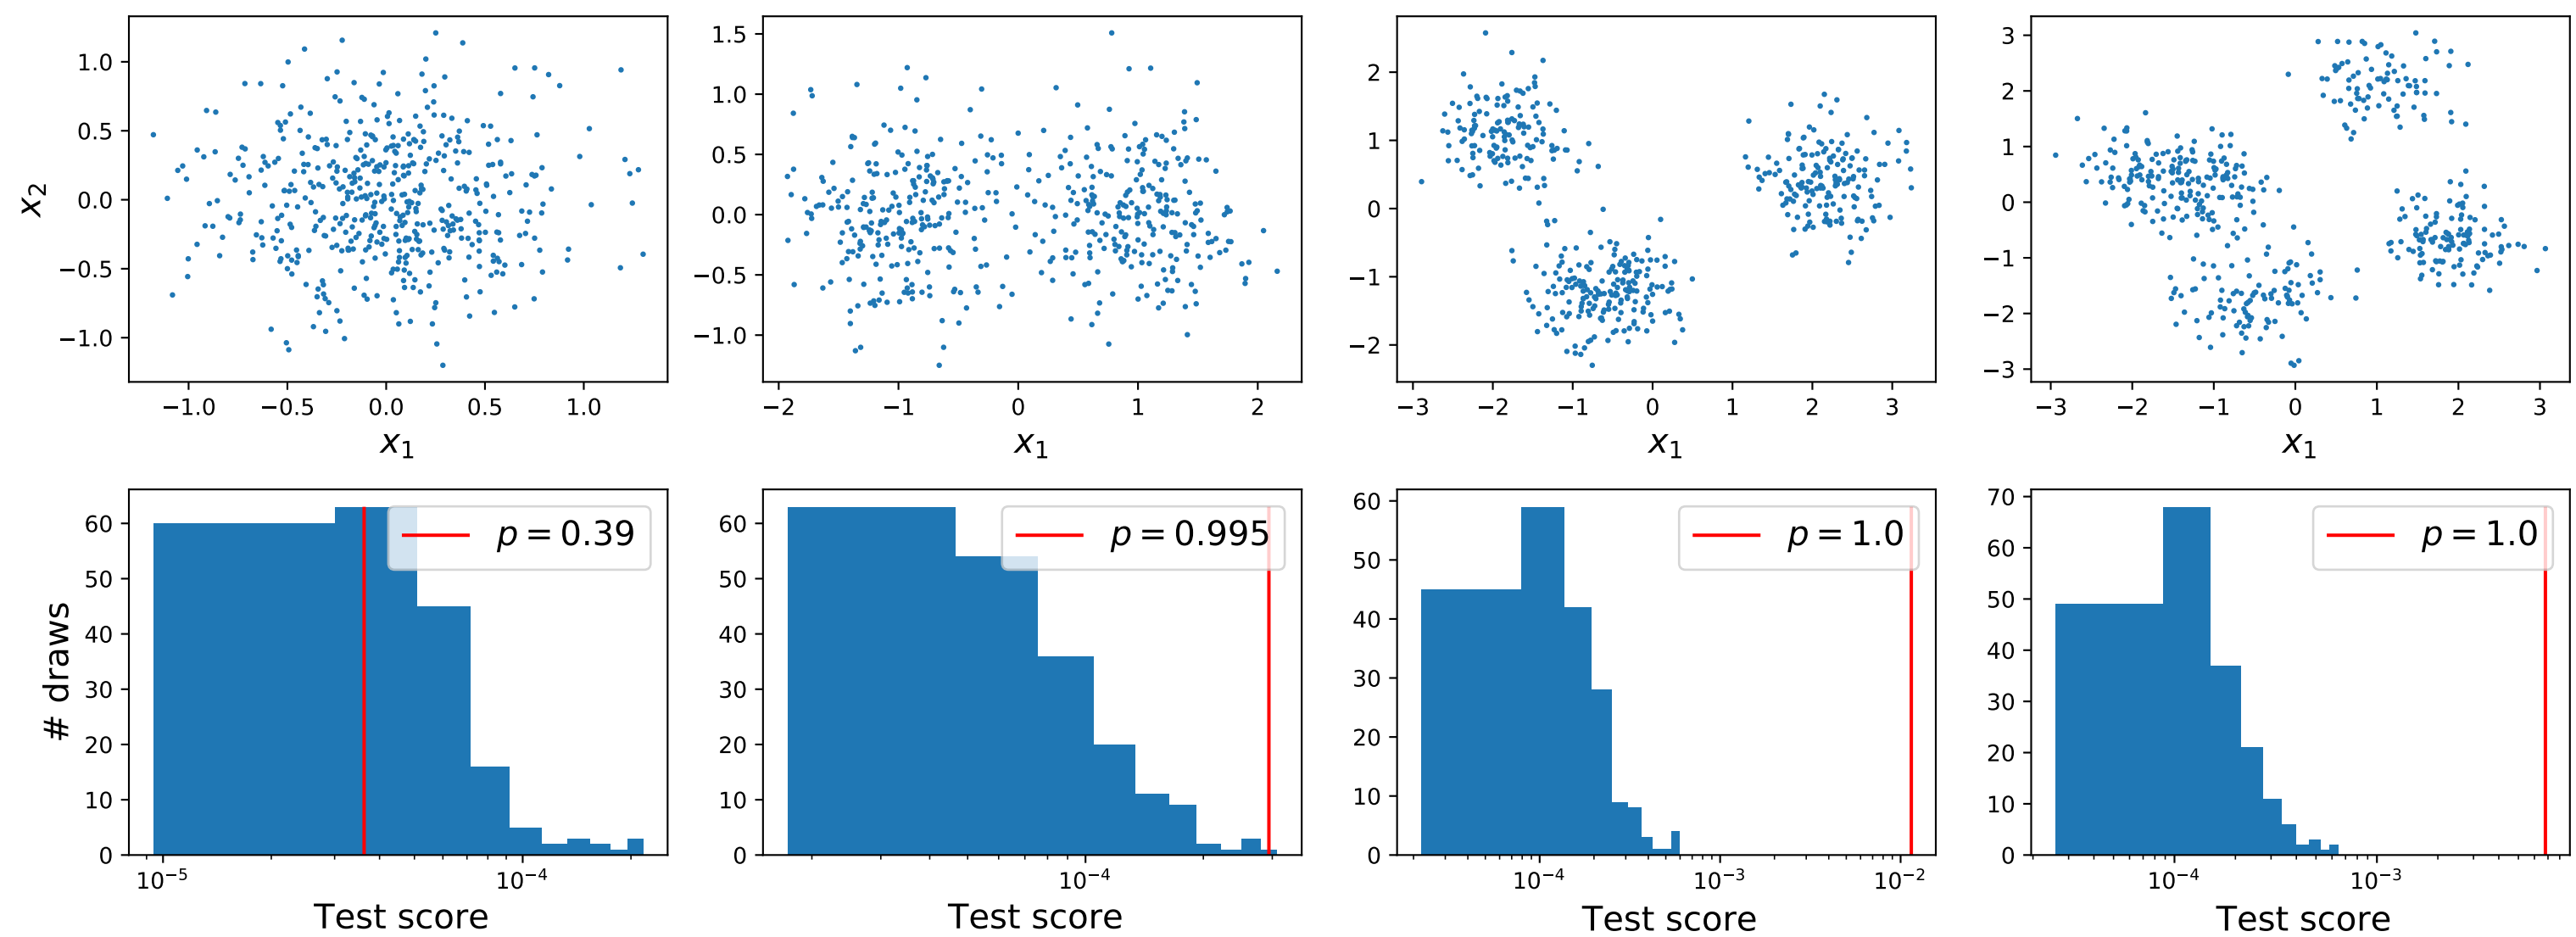 1.0
0.5
0.0
−0.5
−1.0
x2
−1.0 −0.5 0.0 0.5 1.0
x1
1.5
1.0
0.5
0.0
−0.5
−1.0
−2 −1 0 1 2
x1
2
1
0
−1
−2
−3 −2 −1 0 1 2 3
x1
3
2
1
0
−1
−2
−3
−3 −2 −1 0 1 2 3
x1
60
50
40
30
20
10
0
# draws
p = 0.39
10−5 10−4
Test score
60
50
40
30
20
10
0
p = 0.995
10−4
Test score
60
50
40
30
20
10
0
p = 1.0
10−4 10−3 10−2
Test score
70
60
50
40
30
20
10
0
p = 1.0
10−4 10−3
Test score